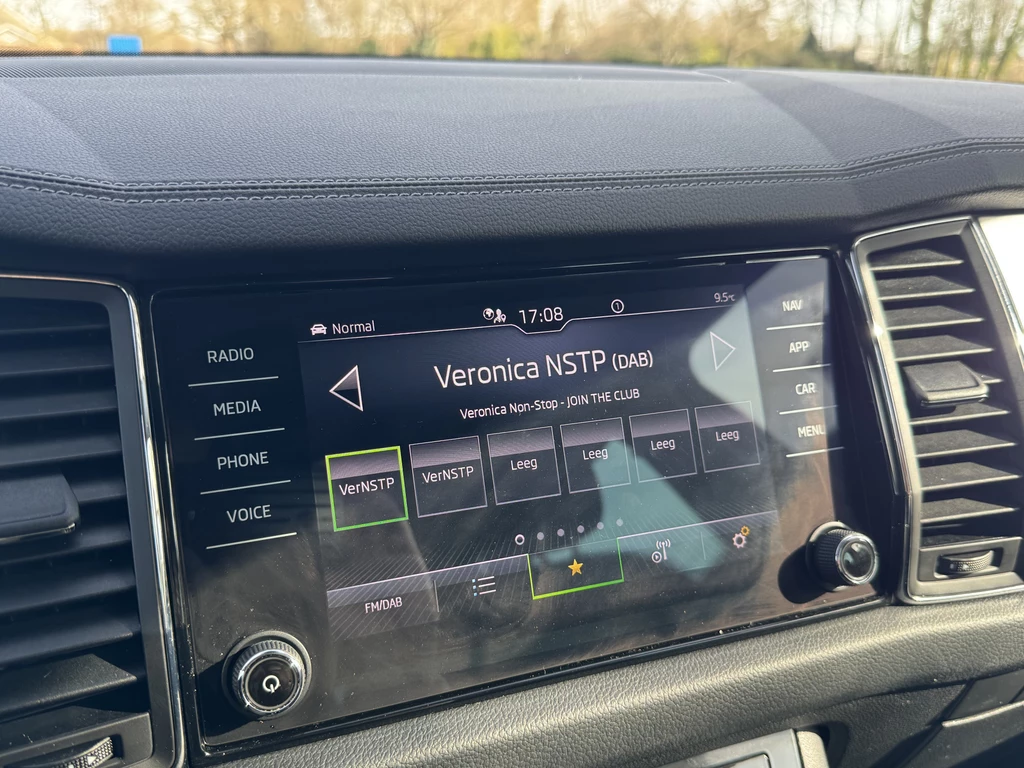 Normal
17:08
9.5°C
RADIO
MEDIA
PHONE
VOICE
NAV
APP
CAR
MENU
Veronica NSTP (DAB)
Veronica Non-Stop - JOIN THE CLUB
VerNSTP
VerNSTP
Leeg
Leeg
Leeg
Leeg
FM/DAB